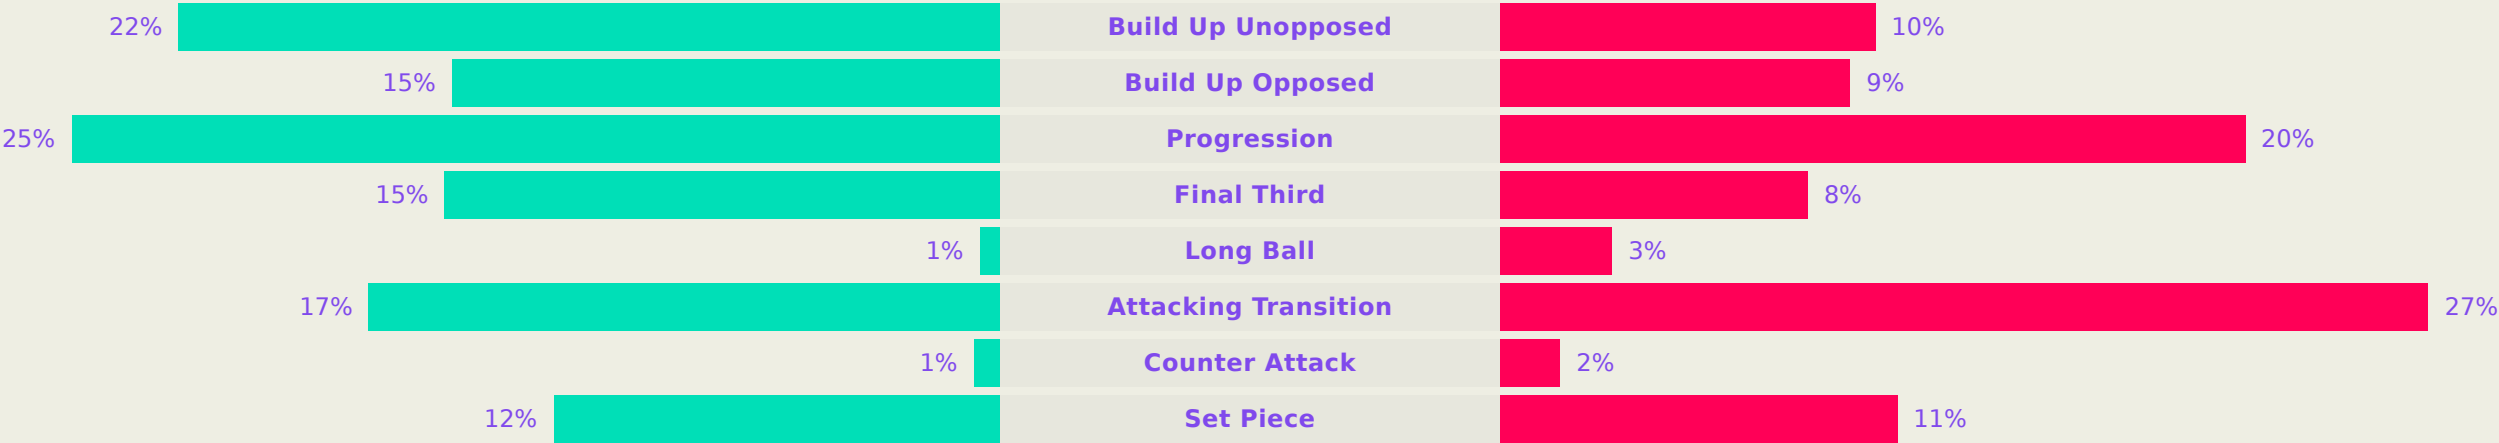 22% Build Up Unopposed 10%
15% Build Up Opposed 9%
25% Progression 20%
15% Final Third 8%
1% Long Ball 3%
17% Attacking Transition 27%
1% Counter Attack 2%
12% Set Piece 11%